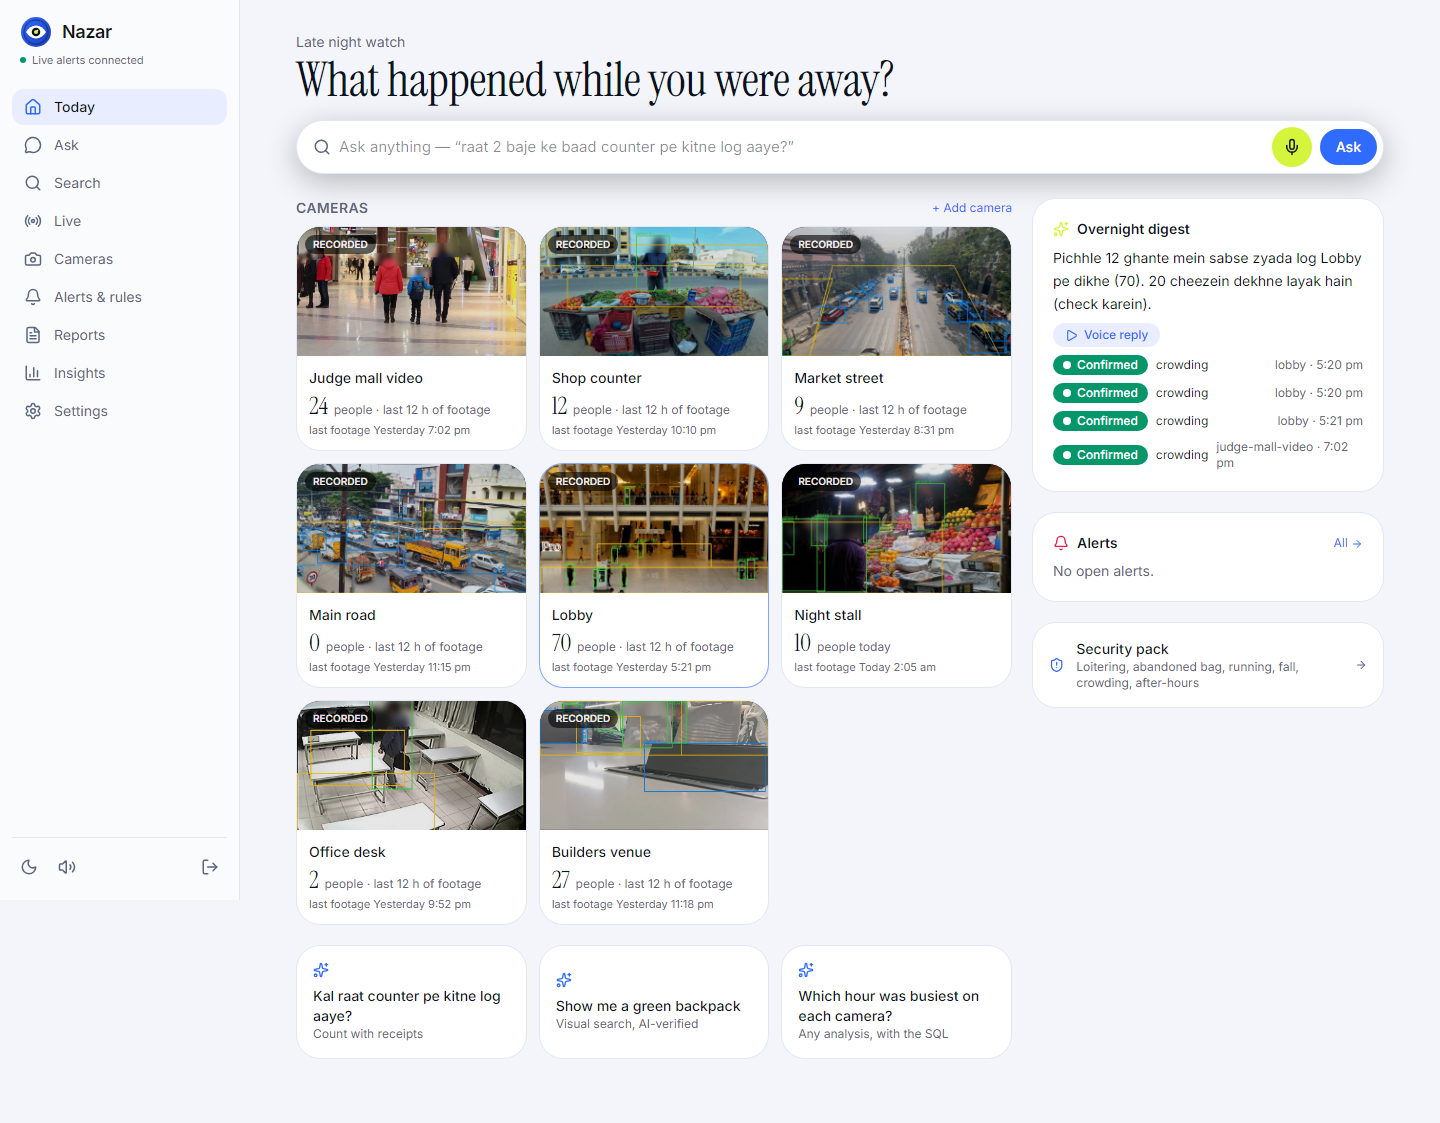 Nazar
Live alerts connected
Today
Ask
Search
Live
Cameras
Alerts & rules
Reports
Insights
Settings
Late night watch
What happened while you were away?
Ask anything — “raat 2 baje ke baad counter pe kitne log aaye?”
Ask
CAMERAS
+ Add camera
RECORDED
Judge mall video
24 people · last 12 h of footage
last footage Yesterday 7:02 pm
RECORDED
Shop counter
12 people · last 12 h of footage
last footage Yesterday 10:10 pm
RECORDED
Market street
9 people · last 12 h of footage
last footage Yesterday 8:31 pm
RECORDED
Main road
0 people · last 12 h of footage
last footage Yesterday 11:15 pm
RECORDED
Pro
Lobby
70 people · last 12 h of footage
last footage Yesterday 5:21 pm
RECORDED
Night stall
10 people today
last footage Today 2:05 am
RECORDED
Office desk
2 people · last 12 h of footage
last footage Yesterday 9:52 pm
RECORDED
Builders venue
27 people · last 12 h of footage
last footage Yesterday 11:18 pm
Kal raat counter pe kitne log
aaye?
Count with receipts
Show me a green backpack
Visual search, AI-verified
Which hour was busiest on
each camera?
Any analysis, with the SQL
Overnight digest
Pichhle 12 ghante mein sabse zyada log Lobby
pe dikhe (70). 20 cheezein dekhne layak hain
(check karein).
Voice reply
Confirmed crowding lobby · 5:20 pm
Confirmed crowding lobby · 5:20 pm
Confirmed crowding lobby · 5:21 pm
Confirmed crowding judge-mall-video · 7:02
pm
Alerts
All →
No open alerts.
Security pack
Loitering, abandoned bag, running, fall,
crowding, after-hours